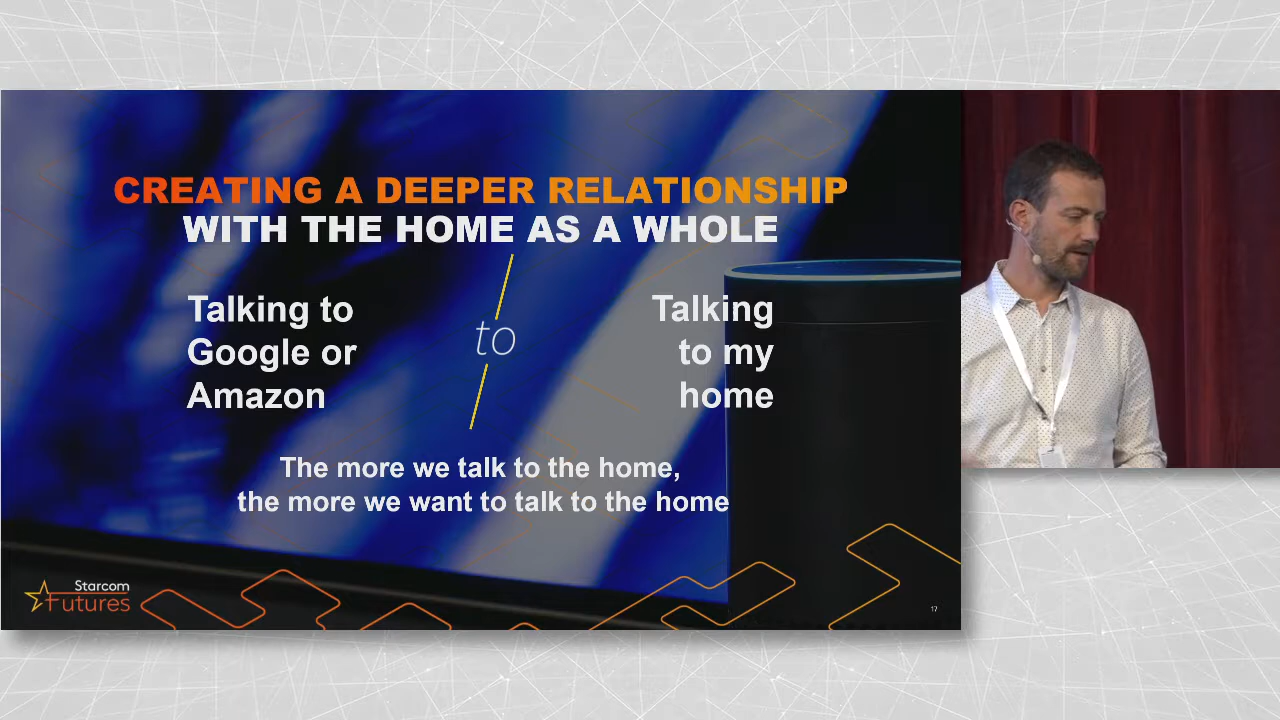 CREATING A DEEPER RELATIONSHIP
WITH THE HOME AS A WHOLE
Talking to
Google or
Amazon
to
Talking
to my
home
The more we talk to the home,
the more we want to talk to the home
Starcom
Futures
17